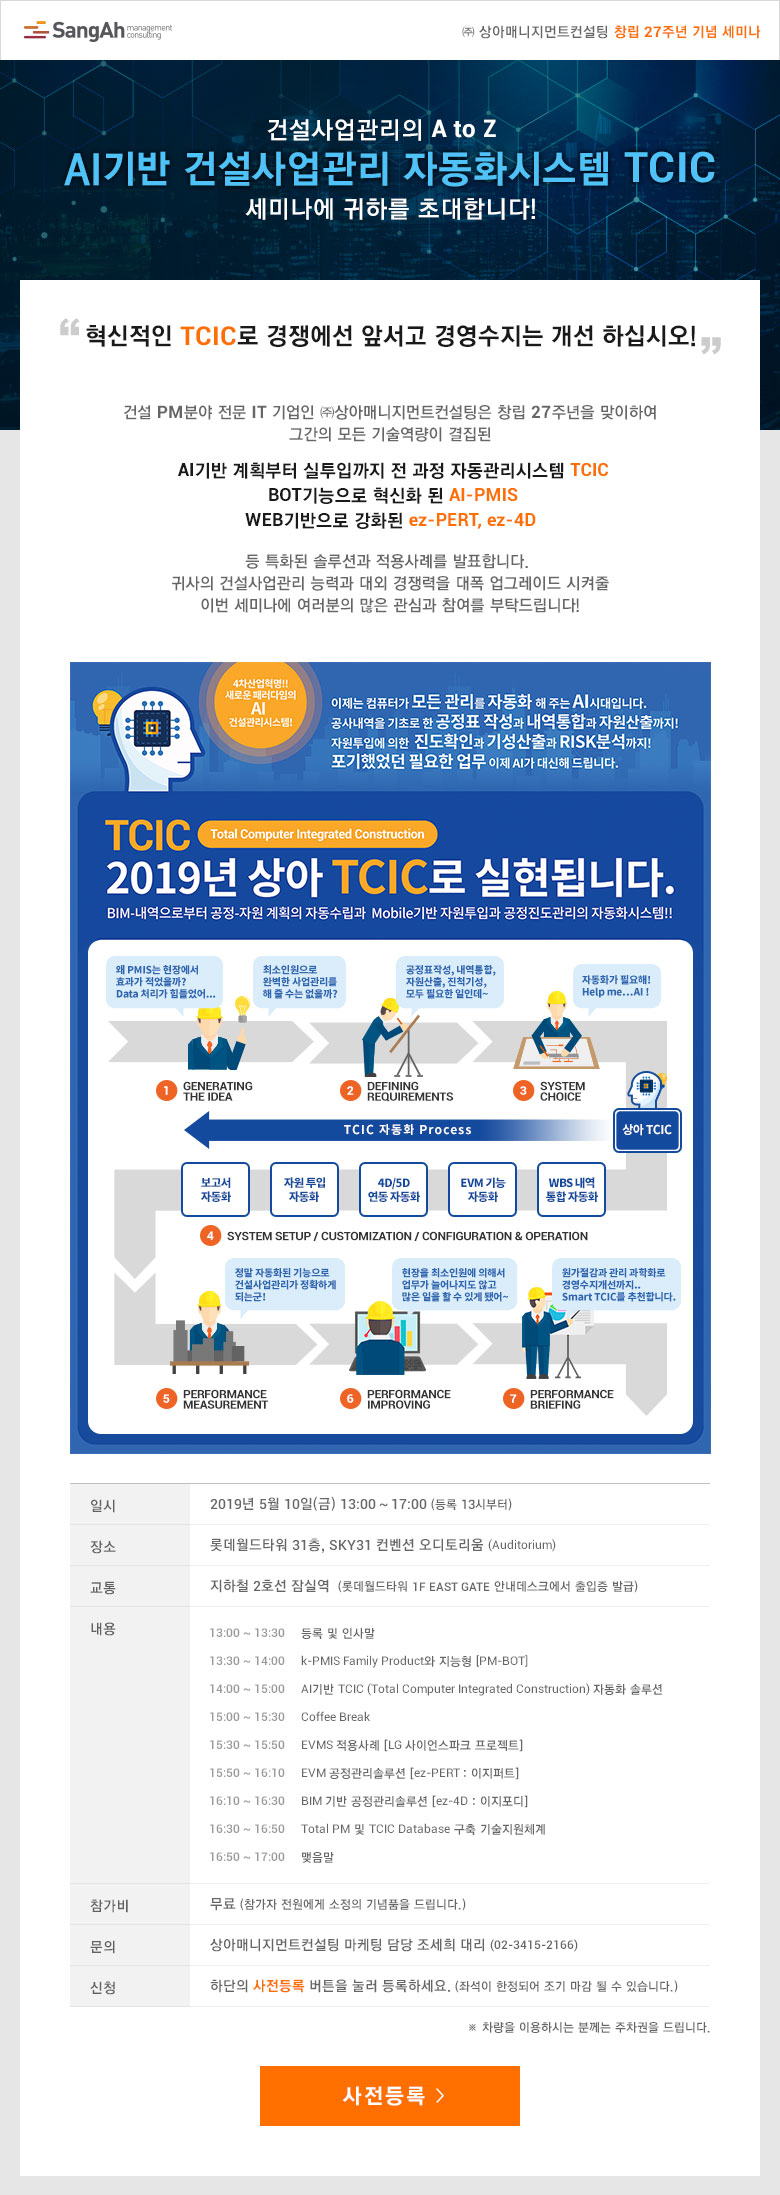 SangAh management consulting
㈜ 상아매니지먼트컨설팅 창립 27주년 기념 세미나
건설사업관리의 A to Z
AI기반 건설사업관리 자동화시스템 TCIC
세미나에 귀하를 초대합니다!
“ 혁신적인 TCIC로 경쟁에선 앞서고 경영수지는 개선 하십시오! ”
건설 PM분야 전문 IT 기업인 ㈜상아매니지먼트컨설팅은 창립 27주년을 맞이하여
그간의 모든 기술역량이 결집된
AI기반 계획부터 실투입까지 전 과정 자동관리시스템 TCIC
BOT기능으로 혁신화 된 AI-PMIS
WEB기반으로 강화된 ez-PERT, ez-4D
등 특화된 솔루션과 적용사례를 발표합니다.
귀사의 건설사업관리 능력과 대외 경쟁력을 대폭 업그레이드 시켜줄
이번 세미나에 여러분의 많은 관심과 참여를 부탁드립니다!
4차산업혁명!!
새로운 패러다임의
AI
건설관리시스템!
이제는 컴퓨터가 모든 관리를 자동화 해 주는 AI시대입니다.
공사내역을 기초로 한 공정표 작성과 내역통합과 자원산출까지!
자원투입에 의한 진도확인과 기성산출과 RISK분석까지!
포기했었던 필요한 업무 이제 AI가 대신해 드립니다.
TCIC Total Computer Integrated Construction
2019년 상아 TCIC로 실현됩니다.
BIM-내역으로부터 공정-자원 계획의 자동수립과 Mobile기반 자원투입과 공정진도관리의 자동화시스템!!
왜 PMIS는 현장에서
효과가 적었을까?
Data 처리가 힘들었어...
최소인원으로
완벽한 사업관리를
해 줄 수는 없을까?
공정표작성, 내역통합,
자원산출, 진척기성,
모두 필요한 일인데~
자동화가 필요해!
Help me...AI !
1 GENERATING
THE IDEA
2 DEFINING
REQUIREMENTS
3 SYSTEM
CHOICE
TCIC 자동화 Process
상아 TCIC
보고서
자동화
자원 투입
자동화
4D/5D
연동 자동화
EVM 기능
자동화
WBS 내역
통합 자동화
4 SYSTEM SETUP / CUSTOMIZATION / CONFIGURATION & OPERATION
정말 자동화된 기능으로
건설사업관리가 정확하게
되는군!
현장을 최소인원에 의해서
업무가 늘어나지도 않고
많은 일을 할 수 있게 됐어~
원가절감과 관리 과학화로
경영수지개선까지..
Smart TCIC를 추천합니다.
5 PERFORMANCE
MEASUREMENT
6 PERFORMANCE
IMPROVING
7 PERFORMANCE
BRIEFING
일시 2019년 5월 10일(금) 13:00 ~ 17:00 (등록 13시부터)
장소 롯데월드타워 31층, SKY31 컨벤션 오디토리움 (Auditorium)
교통 지하철 2호선 잠실역 (롯데월드타워 1F EAST GATE 안내데스크에서 출입증 발급)
내용
13:00 ~ 13:30 등록 및 인사말
13:30 ~ 14:00 k-PMIS Family Product와 지능형 [PM-BOT]
14:00 ~ 15:00 AI기반 TCIC (Total Computer Integrated Construction) 자동화 솔루션
15:00 ~ 15:30 Coffee Break
15:30 ~ 15:50 EVMS 적용사례 [LG 사이언스파크 프로젝트]
15:50 ~ 16:10 EVM 공정관리솔루션 [ez-PERT : 이지퍼트]
16:10 ~ 16:30 BIM 기반 공정관리솔루션 [ez-4D : 이지포디]
16:30 ~ 16:50 Total PM 및 TCIC Database 구축 기술지원체계
16:50 ~ 17:00 맺음말
참가비 무료 (참가자 전원에게 소정의 기념품을 드립니다.)
문의 상아매니지먼트컨설팅 마케팅 담당 조세희 대리 (02-3415-2166)
신청 하단의 사전등록 버튼을 눌러 등록하세요. (좌석이 한정되어 조기 마감 될 수 있습니다.)
※ 차량을 이용하시는 분께는 주차권을 드립니다.
사전등록 >